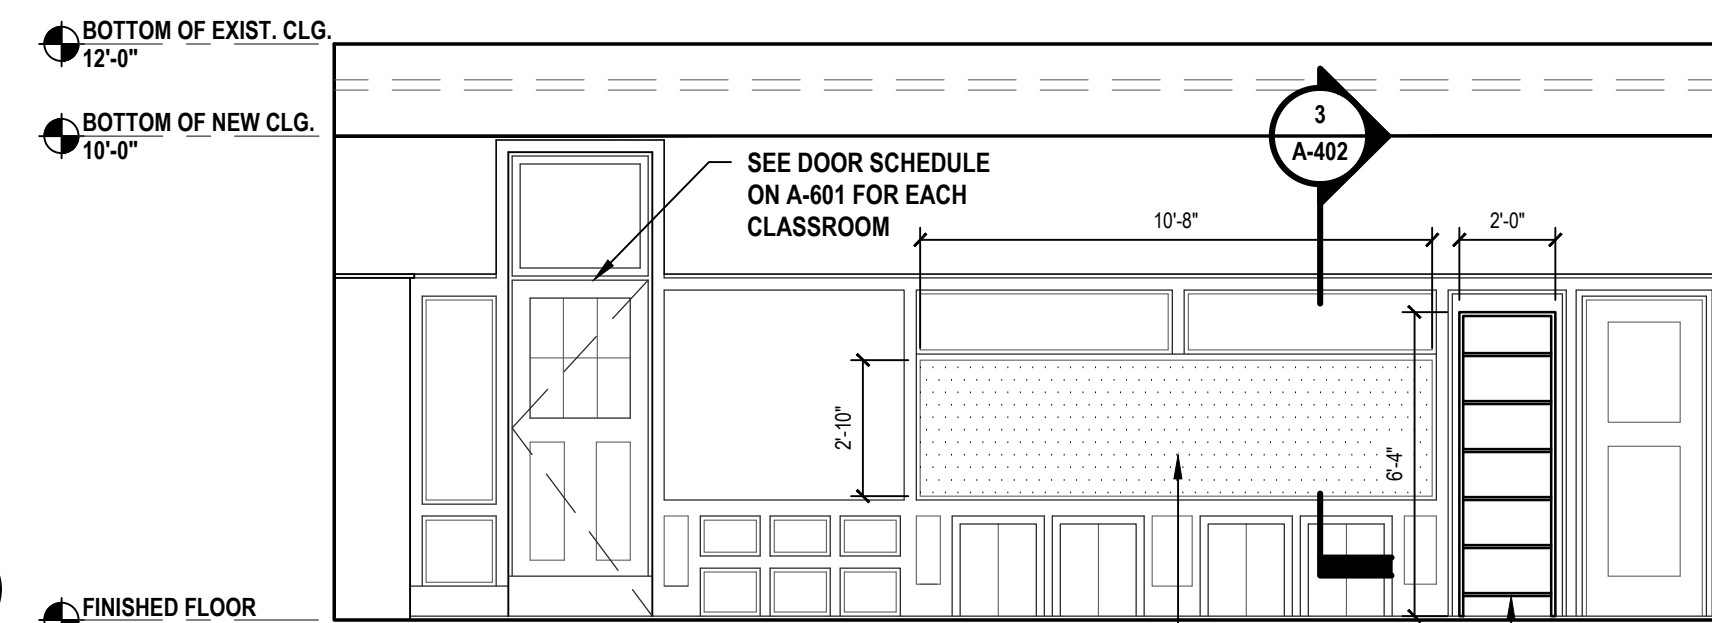 BOTTOM OF EXIST. CLG.
12'-0"
BOTTOM OF NEW CLG.
10'-0"
3
A-402
SEE DOOR SCHEDULE
ON A-601 FOR EACH
CLASSROOM
10'-8"
2'-0"
2'-10"
6'-4"
FINISHED FLOOR